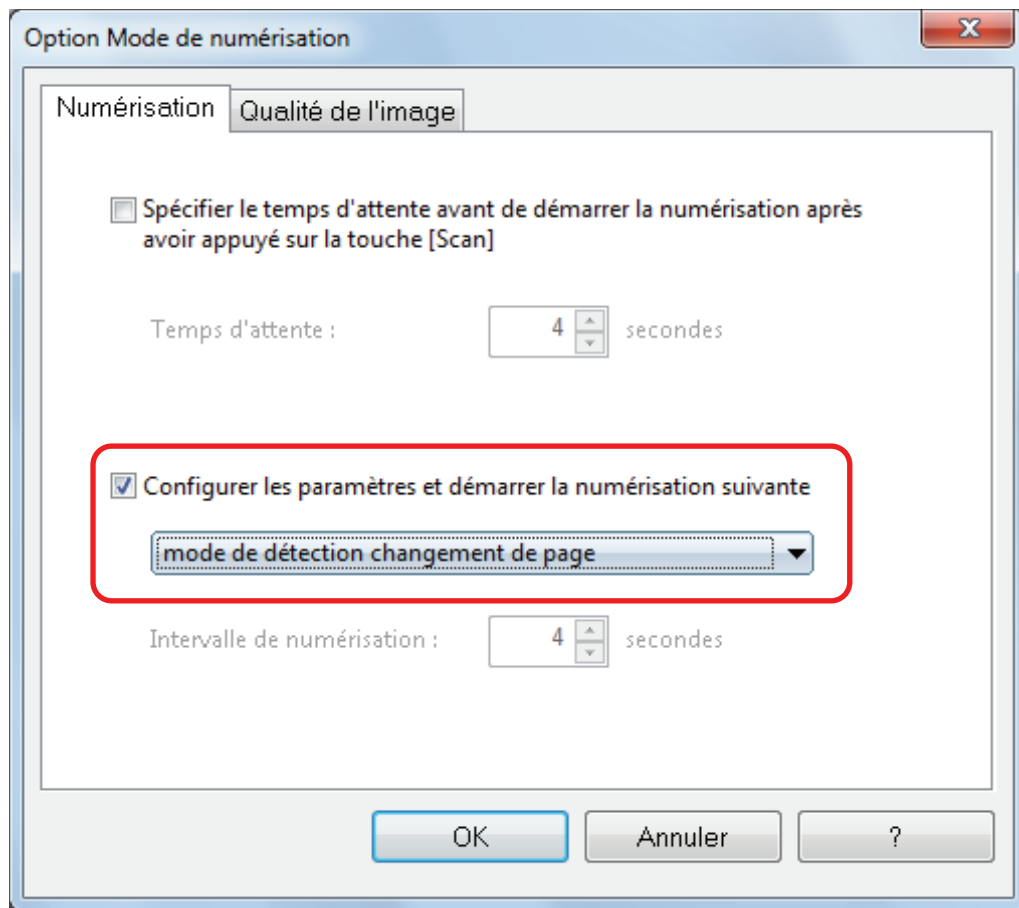 Option Mode de numérisation
X
Numérisation
Qualité de l'image
Spécifier le temps d'attente avant de démarrer la numérisation après
avoir appuyé sur la touche [Scan]
Temps d'attente :
4
secondes
Configurer les paramètres et démarrer la numérisation suivante
mode de détection changement de page
Intervalle de numérisation :
4
secondes
OK
Annuler
?